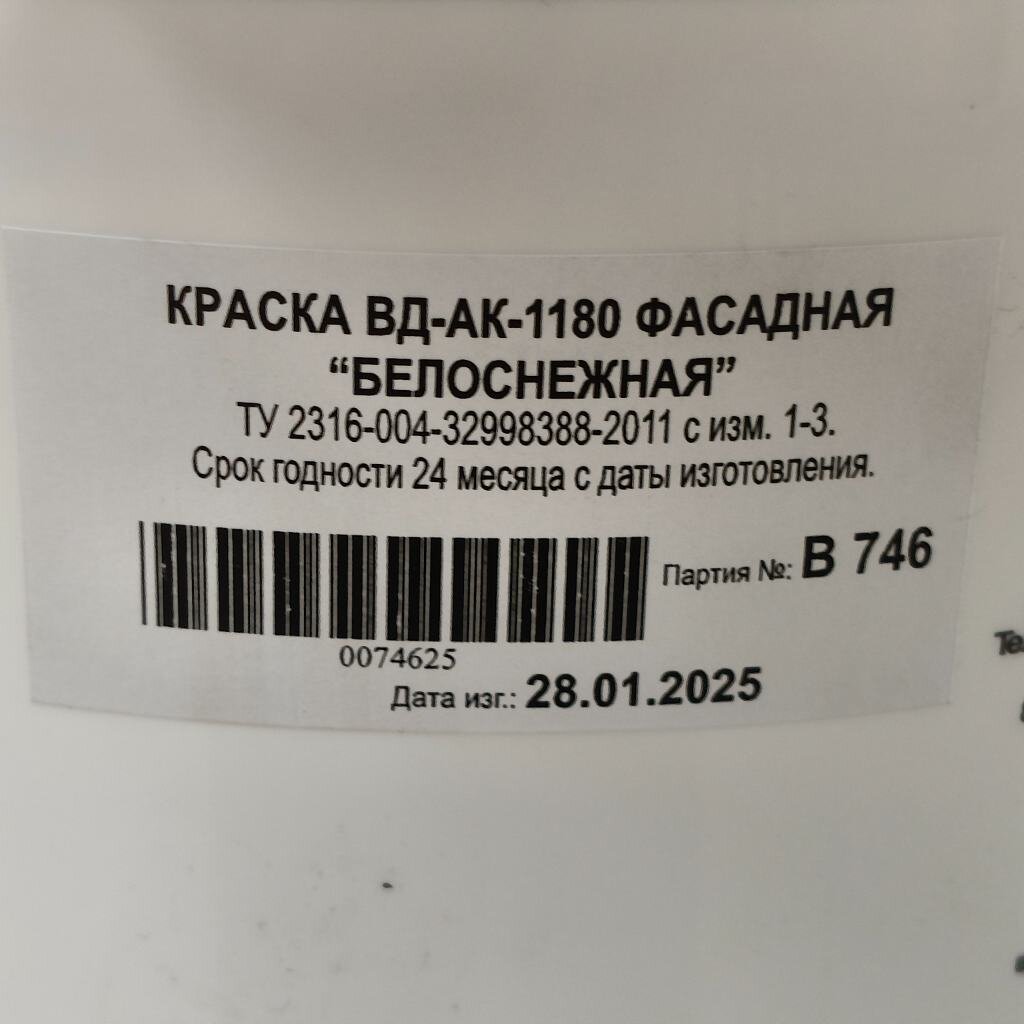 КРАСКА ВД-АК-1180 ФАСАДНАЯ
“БЕЛОСНЕЖНАЯ”
ТУ 2316-004-32998388-2011 с изм. 1-3.
Срок годности 24 месяца с даты изготовления.
Партия №: В 746
0074625
Дата изг.: 28.01.2025